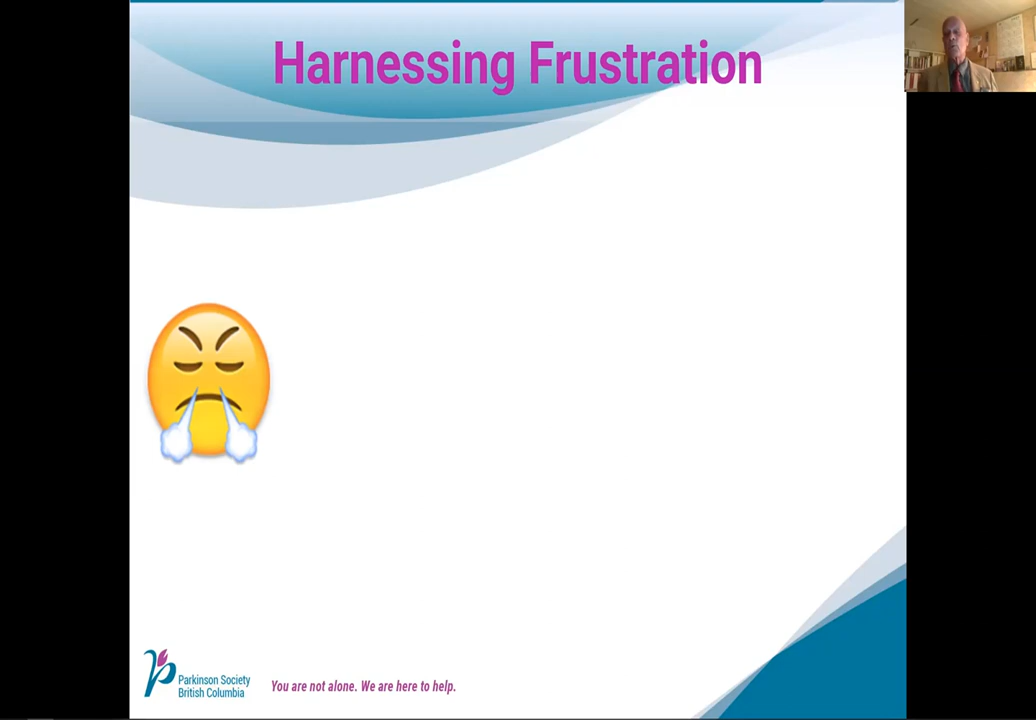 Harnessing Frustration
Parkinson Society
British Columbia
You are not alone. We are here to help.